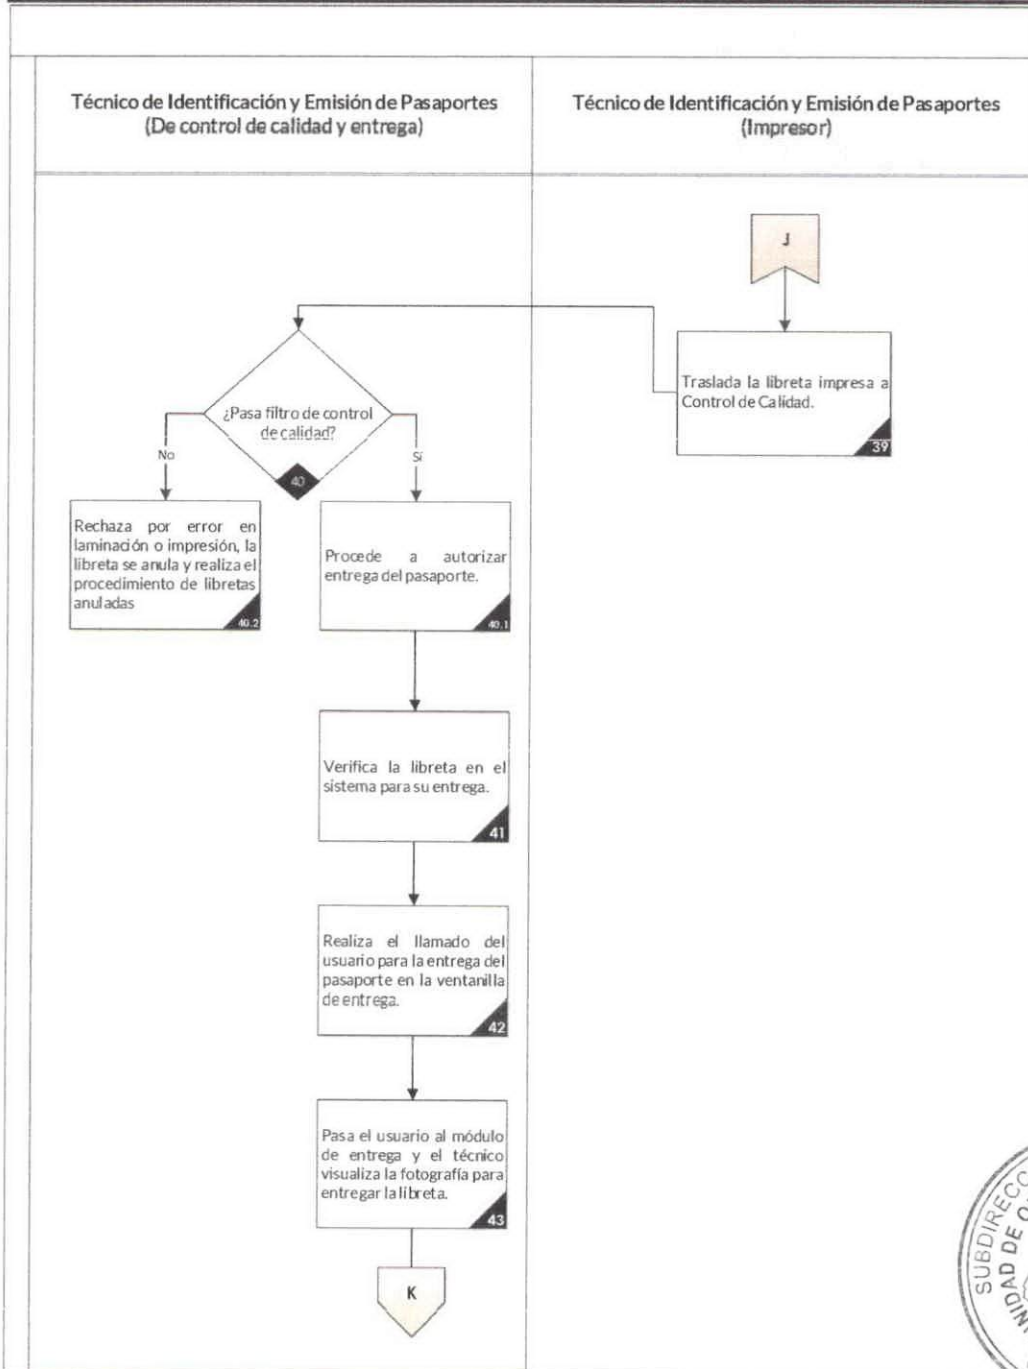 Técnico de Identificación y Emisión de Pasaportes
(De control de calidad y entrega)
Técnico de Identificación y Emisión de Pasaportes
(Impresor)
J
Traslada la libreta impresa a
Control de Calidad.
39
¿Pasa filtro de control
de calidad?
40
No
Sí
Rechaza por error en
laminación o impresión, la
libreta se anula y realiza el
procedimiento de libretas
anuladas
40.2
Procede a autorizar
entrega del pasaporte.
40.1
Verifica la libreta en el
sistema para su entrega.
41
Realiza el llamado del
usuario para la entrega del
pasaporte en la ventanilla
de entrega.
42
Pasa el usuario al módulo
de entrega y el técnico
visualiza la fotografía para
entregar la libreta.
43
K
SUBDIRECC
DE